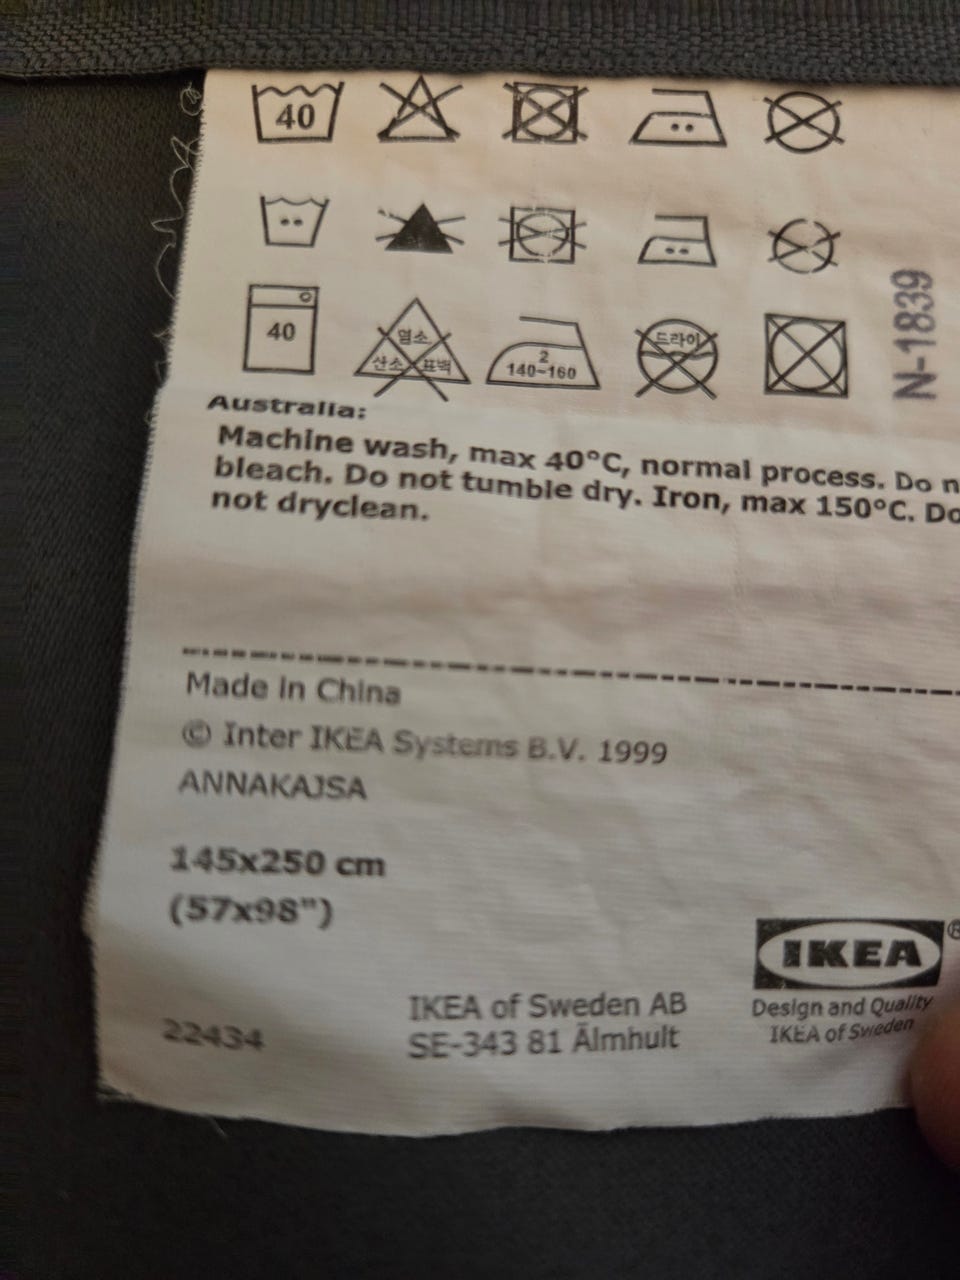 40
40
염소
산소 표백
2
140~160
드라이
N-1839
Australia:
Machine wash, max 40°C, normal process. Do n
bleach. Do not tumble dry. Iron, max 150°C. Do
not dryclean.
Made in China
© Inter IKEA Systems B.V. 1999
ANNAKAJSA
145x250 cm
(57x98")
22434
IKEA of Sweden AB
SE-343 81 Älmhult
IKEA®
Design and Quality
IKEA of Sweden